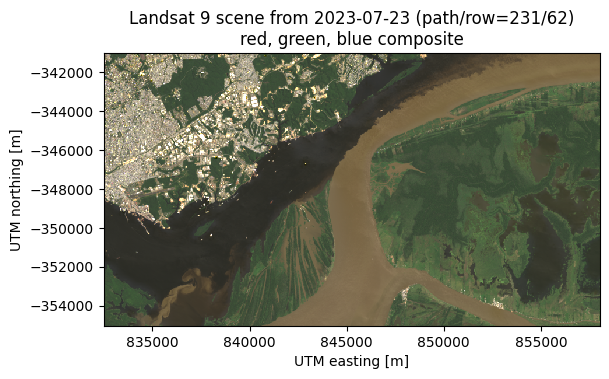 Landsat 9 scene from 2023-07-23 (path/row=231/62)
red, green, blue composite
UTM northing [m]
−342000
−344000
−346000
−348000
−350000
−352000
−354000
835000 840000 845000 850000 855000
UTM easting [m]